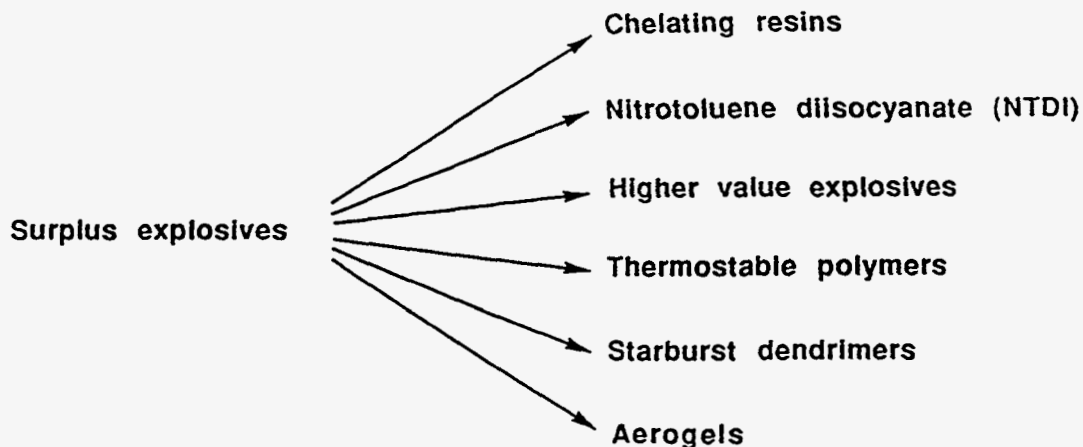 Chelating resins
Nitrotoluene diisocyanate (NTDI)
Higher value explosives
Surplus explosives
Thermostable polymers
Starburst dendrimers
Aerogels